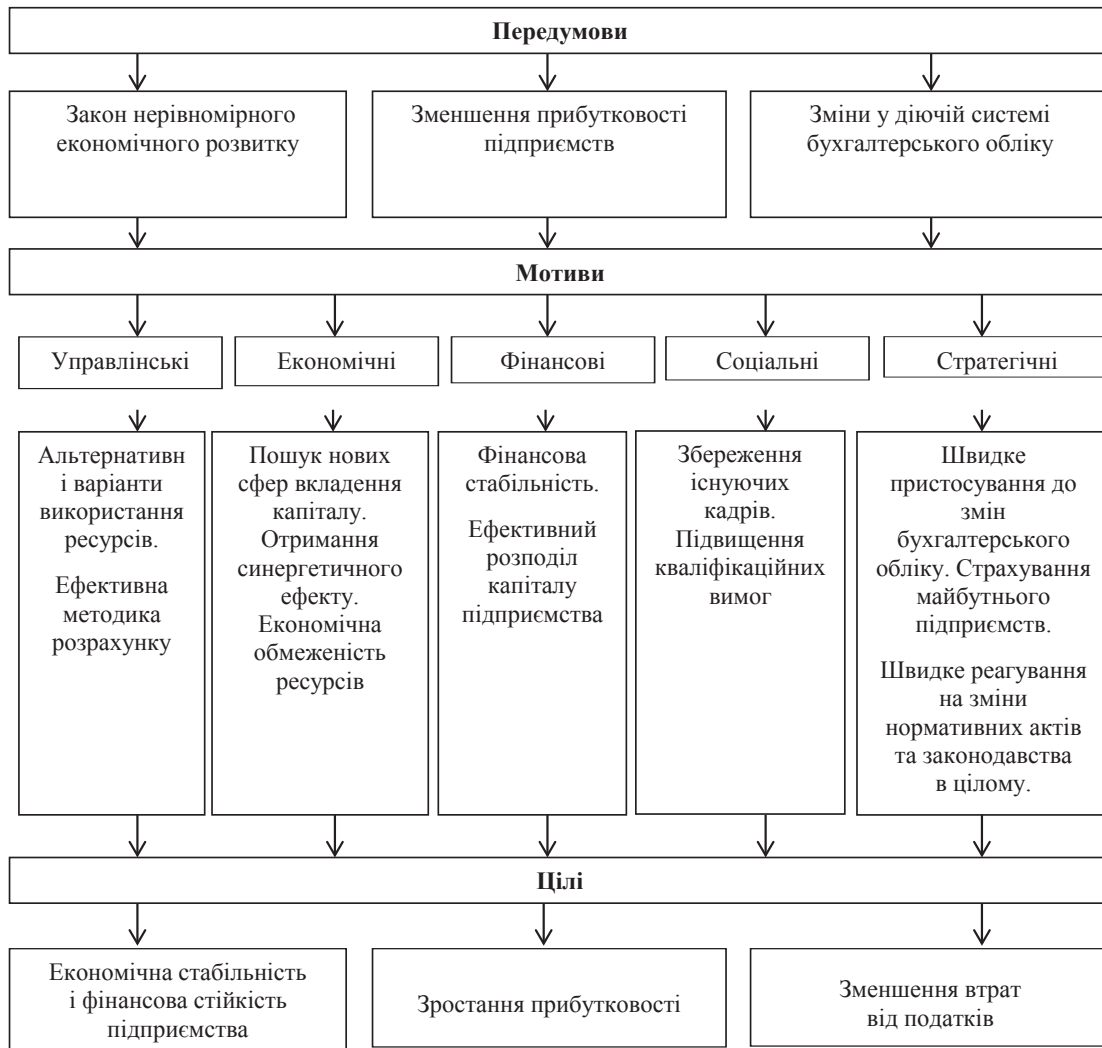 Передумови
Закон нерівномірного
економічного розвитку
Зменшення прибутковості
підприємств
Зміни у діючій системі
бухгалтерського обліку
Мотиви
Управлінські
Економічні
Фінансові
Соціальні
Стратегічні
Альтернативн
і варіанти
використання
ресурсів.
Ефективна
методика
розрахунку
Пошук нових
сфер вкладення
капіталу.
Отримання
синергетичного
ефекту.
Економічна
обмеженість
ресурсів
Фінансова
стабільність.
Ефективний
розподіл
капіталу
підприємства
Збереження
існуючих
кадрів.
Підвищення
кваліфікаційних
вимог
Швидке
пристосування до
змін
бухгалтерського
обліку. Страхування
майбутнього
підприємств.
Швидке реагування
на зміни
нормативних актів
та законодавства
в цілому.
Цілі
Економічна стабільність
і фінансова стійкість
підприємства
Зростання прибутковості
Зменшення втрат
від податків